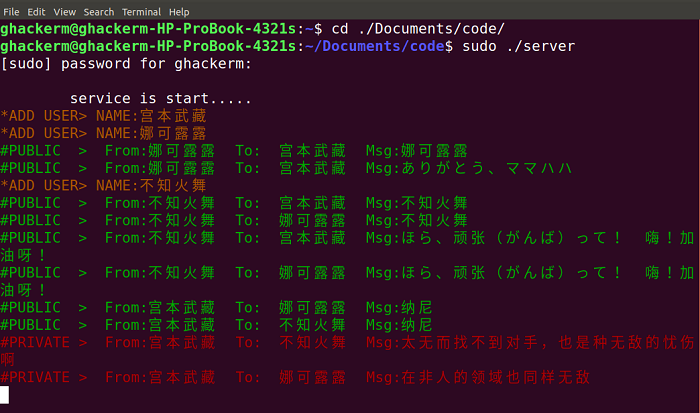 File Edit View Search Terminal Help
ghackerm@ghackerm-HP-ProBook-4321s:~$ cd ./Documents/code/
ghackerm@ghackerm-HP-ProBook-4321s:~/Documents/code$ sudo ./server
[sudo] password for ghackerm:
service is start.....
*ADD USER> NAME:宫本武藏
*ADD USER> NAME:娜可露露
#PUBLIC > From:娜可露露 To: 宫本武藏 Msg:娜可露露
#PUBLIC > From:娜可露露 To: 宫本武藏 Msg:ありがとう、ママハハ
*ADD USER> NAME:不知火舞
#PUBLIC > From:不知火舞 To: 宫本武藏 Msg:不知火舞
#PUBLIC > From:不知火舞 To: 娜可露露 Msg:不知火舞
#PUBLIC > From:不知火舞 To: 宫本武藏 Msg:ほら、顽张（がんば）って！ 嗨！加
油呀！
#PUBLIC > From:不知火舞 To: 娜可露露 Msg:ほら、顽张（がんば）って！ 嗨！加
油呀！
#PUBLIC > From:宫本武藏 To: 娜可露露 Msg:纳尼
#PUBLIC > From:宫本武藏 To: 不知火舞 Msg:纳尼
#PRIVATE > From:宫本武藏 To: 不知火舞 Msg:太无而找不到对手，也是种无敌的忧伤
啊
#PRIVATE > From:宫本武藏 To: 娜可露露 Msg:在非人的领域也同样无敌